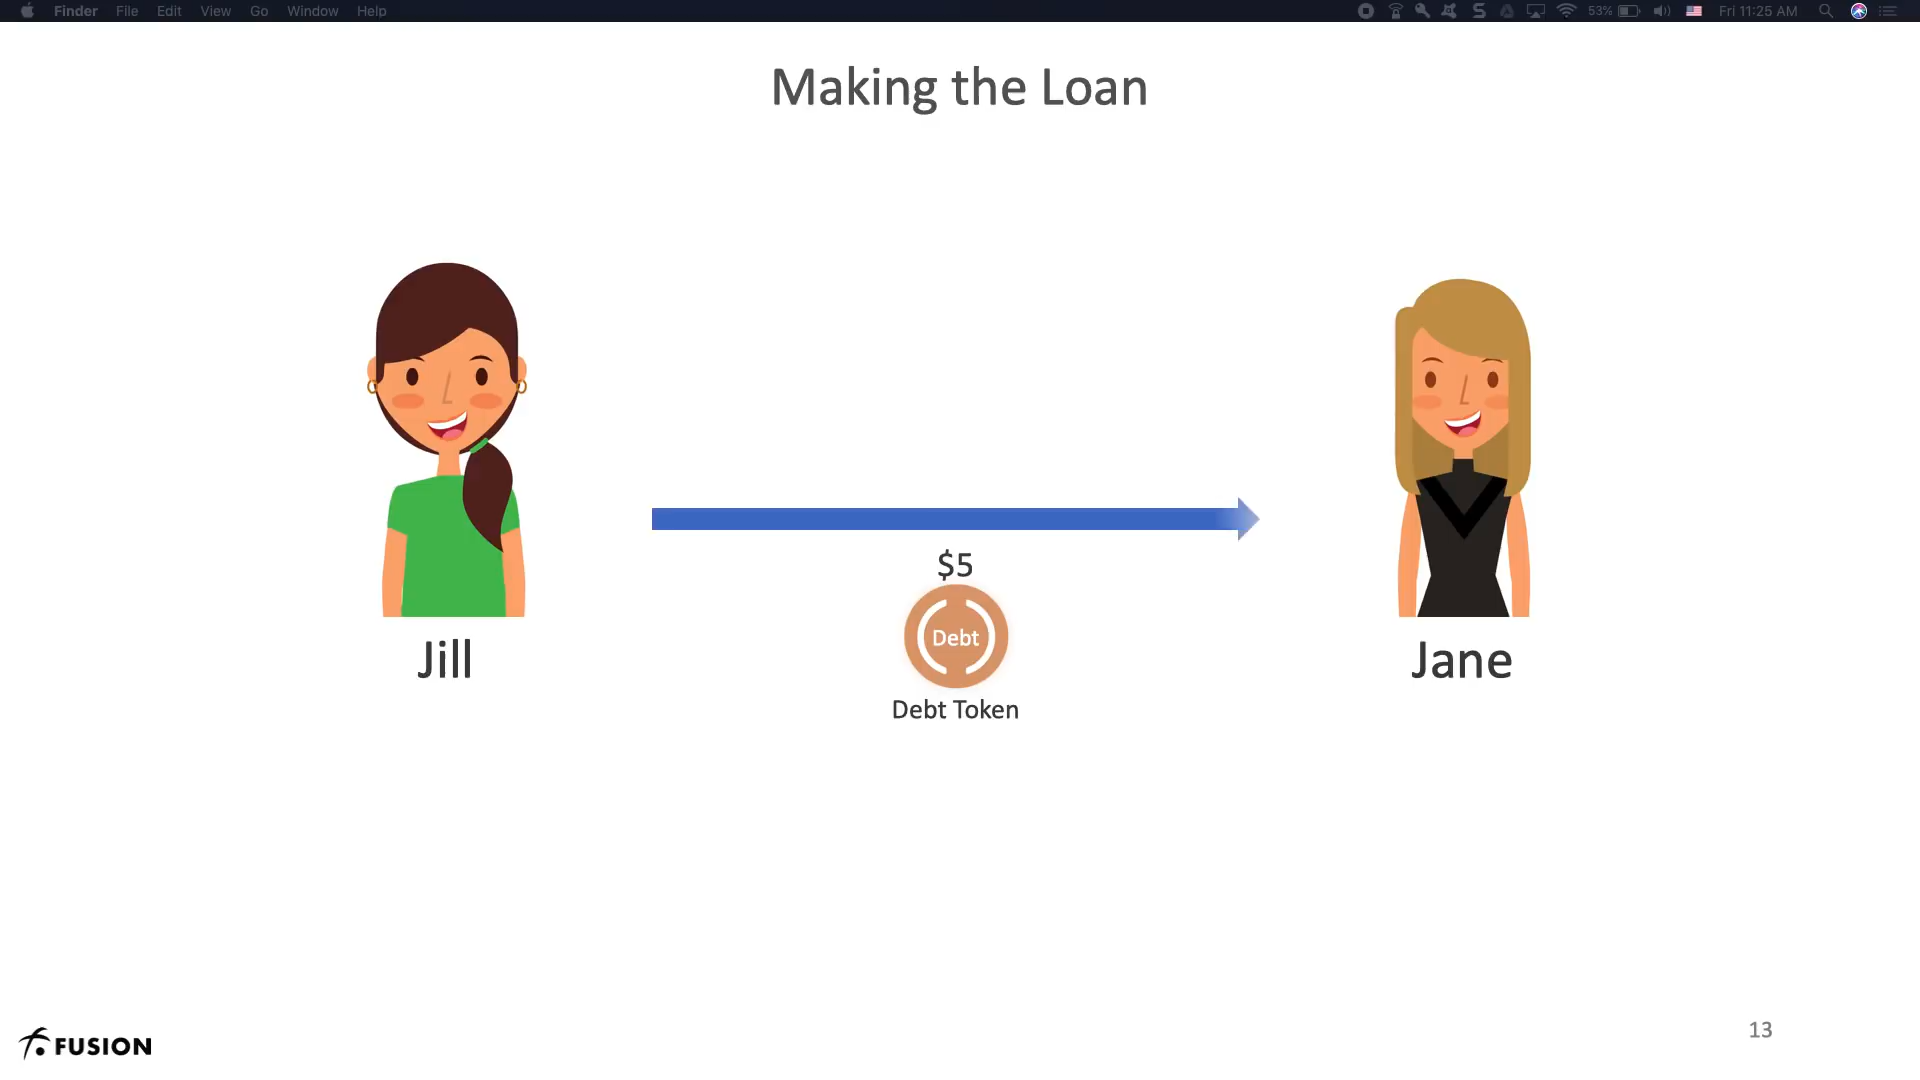 Finder File Edit View Go Window Help 53% Fri 11:25 AM
Making the Loan
$5
Debt
Debt Token
Jill
Jane
FUSION
13